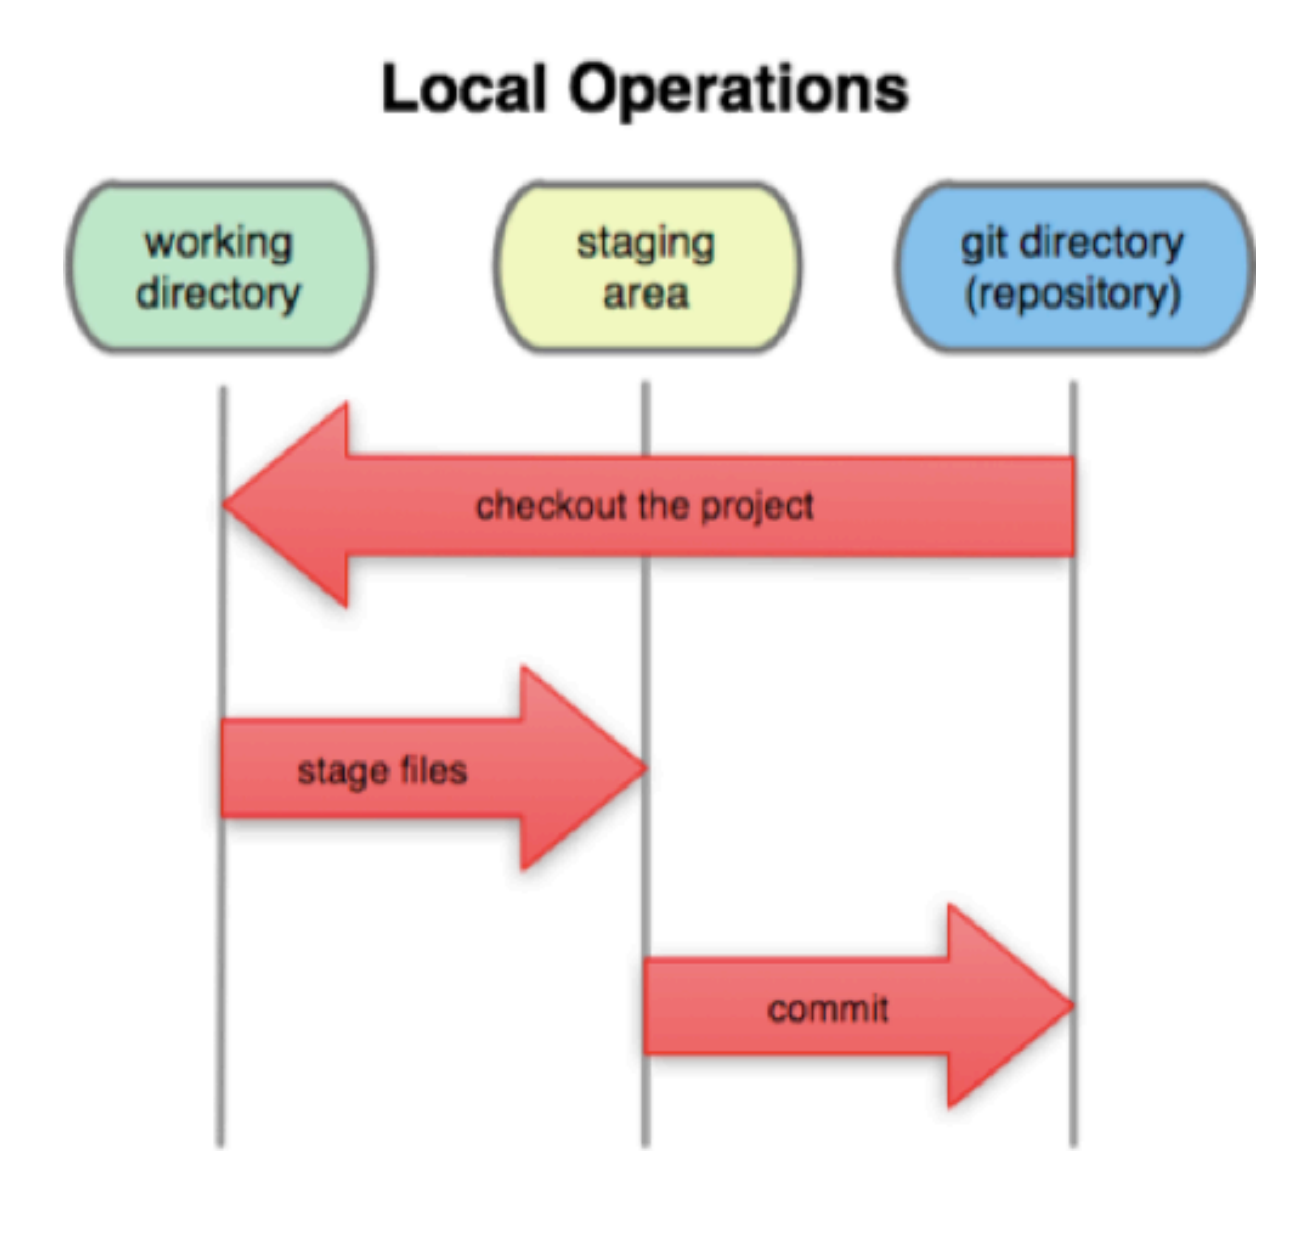 Local Operations
working
directory
staging
area
git directory
(repository)
checkout the project
stage files
commit